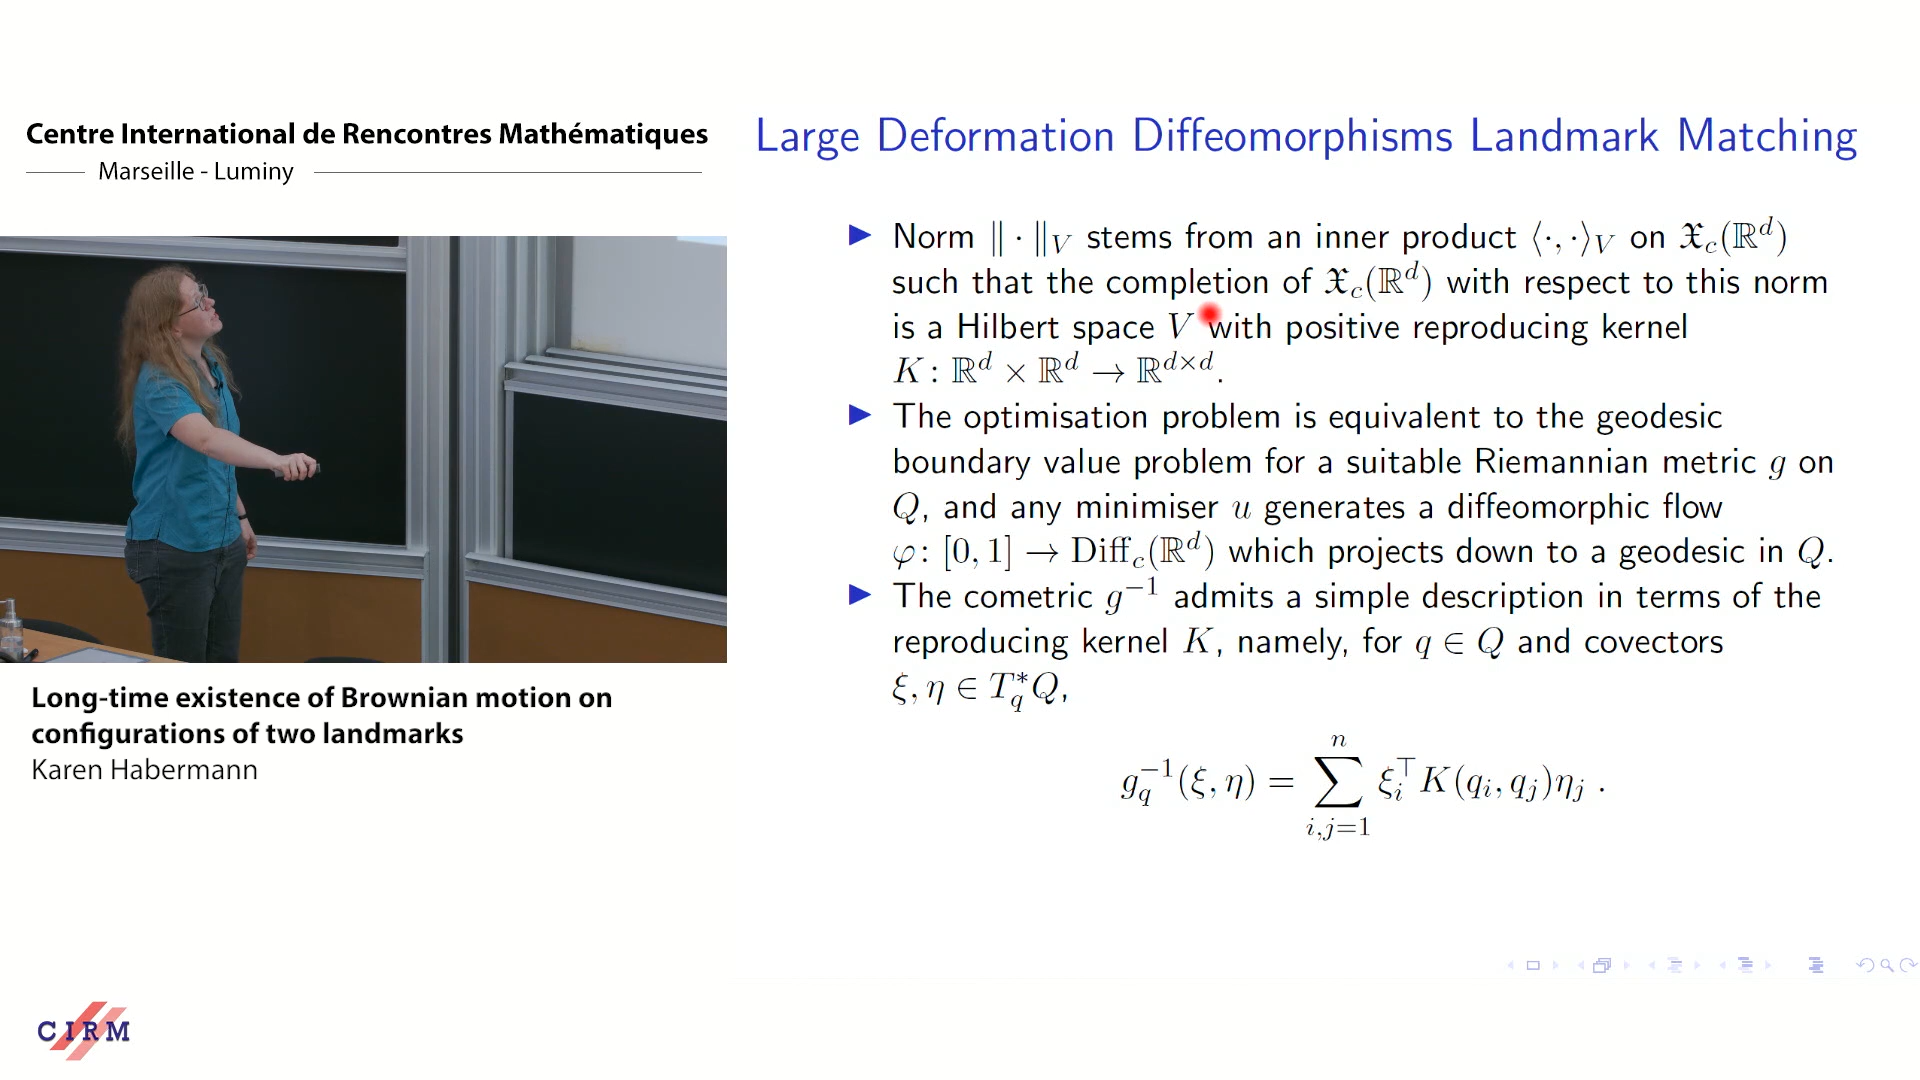 Centre International de Rencontres Mathématiques
Marseille - Luminy
Long-time existence of Brownian motion on
configurations of two landmarks
Karen Habermann
CIRM
Large Deformation Diffeomorphisms Landmark Matching
▶ Norm ‖ · ‖_V stems from an inner product ⟨·, ·⟩_V on 𝔛_c(ℝ^d)
such that the completion of 𝔛_c(ℝ^d) with respect to this norm
is a Hilbert space V with positive reproducing kernel
K : ℝ^d × ℝ^d → ℝ^{d×d}.
▶ The optimisation problem is equivalent to the geodesic
boundary value problem for a suitable Riemannian metric g on
Q, and any minimiser u generates a diffeomorphic flow
φ : [0, 1] → Diff_c(ℝ^d) which projects down to a geodesic in Q.
▶ The cometric g^{−1} admits a simple description in terms of the
reproducing kernel K, namely, for q ∈ Q and covectors
ξ, η ∈ T_q^*Q,
g_q^{−1}(ξ, η) = ∑_{i,j=1}^{n} ξ_i^⊤ K(q_i, q_j)η_j .